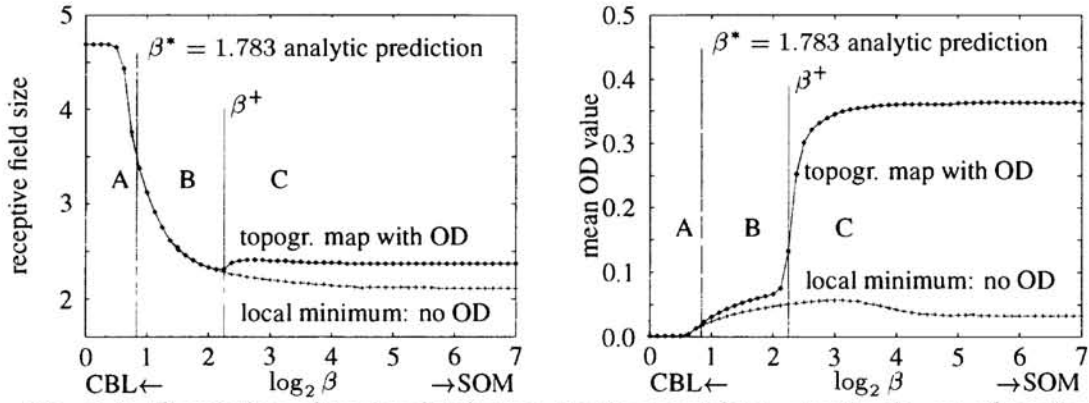 β* = 1.783 analytic prediction
β+
A B C
topogr. map with OD
local minimum: no OD
receptive field size
5
4
3
2
0 1 2 3 4 5 6 7
CBL← log₂ β →SOM
β* = 1.783 analytic prediction
β+
A B C
topogr. map with OD
local minimum: no OD
mean OD value
0.5
0.4
0.3
0.2
0.1
0.0
0 1 2 3 4 5 6 7
CBL← log₂ β →SOM